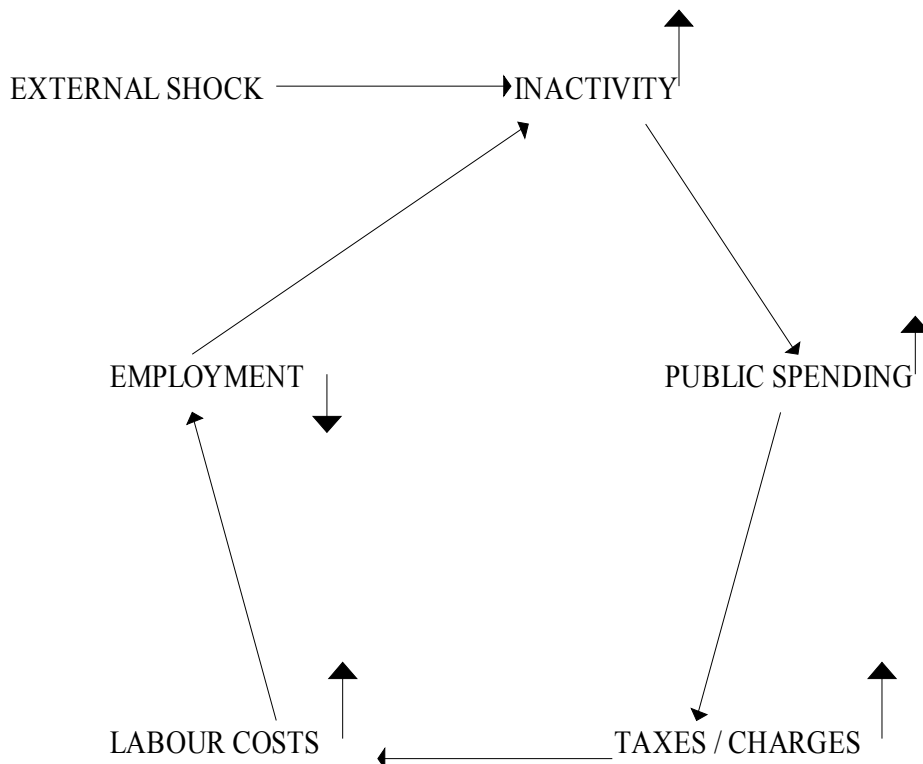 EXTERNAL SHOCK
INACTIVITY
EMPLOYMENT
PUBLIC SPENDING
LABOUR COSTS
TAXES / CHARGES